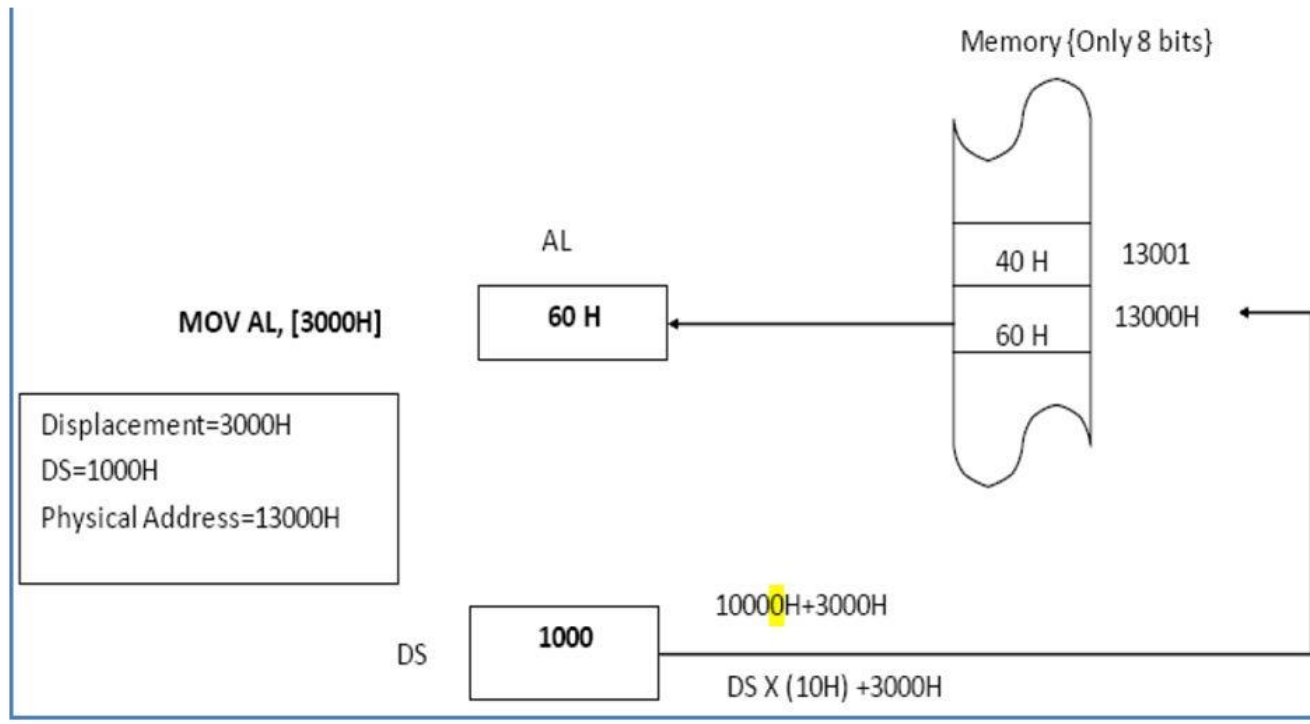 Memory {Only 8 bits}
AL
40 H
13001
MOV AL, [3000H]
60 H
60 H
13000H
Displacement=3000H
DS=1000H
Physical Address=13000H
10000H+3000H
DS
1000
DS X (10H) +3000H